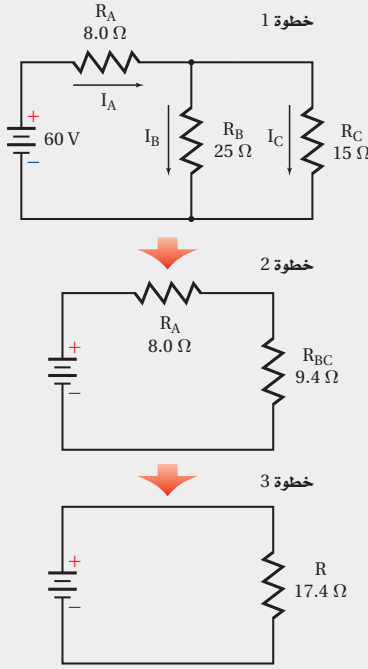 خطوة 1
R_A
8.0 Ω
I_A
+
60 V
−
I_B
R_B
25 Ω
I_C
R_C
15 Ω
خطوة 2
R_A
8.0 Ω
+
−
R_BC
9.4 Ω
خطوة 3
+
−
R
17.4 Ω